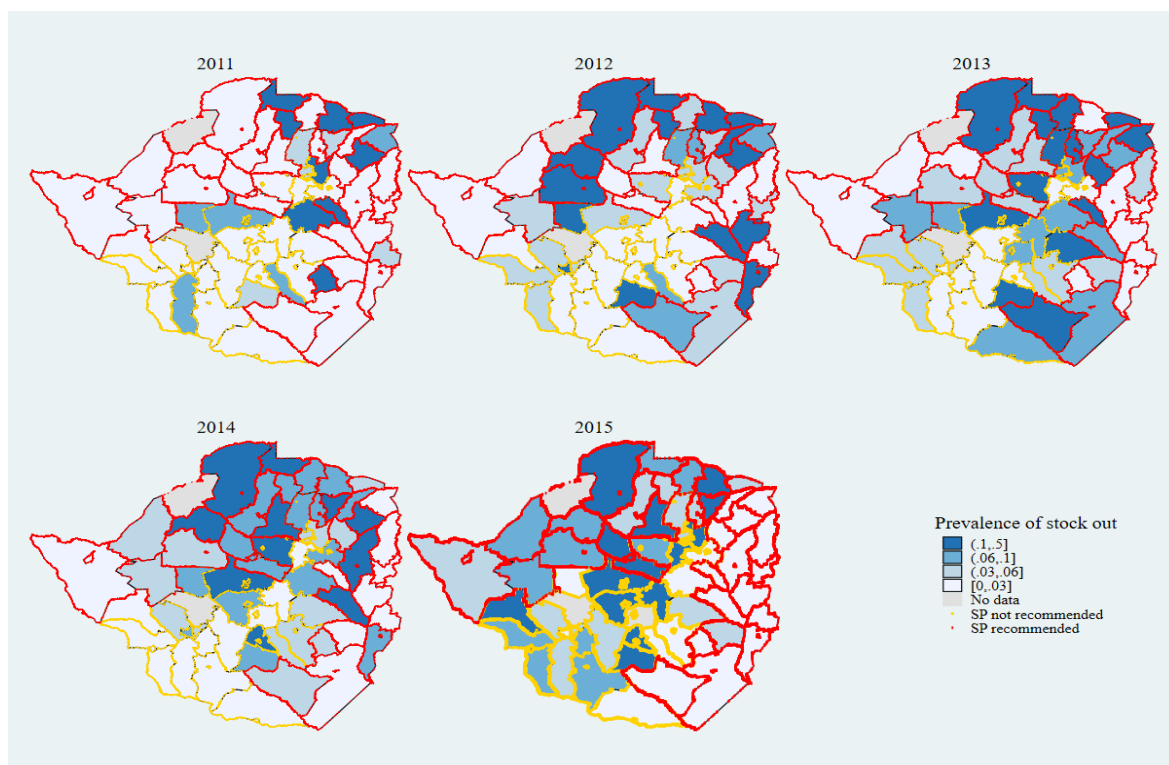 2011
2012
2013
2014
2015
Prevalence of stock out
(.1,.5]
(.06,.1]
(.03,.06]
[0,.03]
No data
SP not recommended
SP recommended